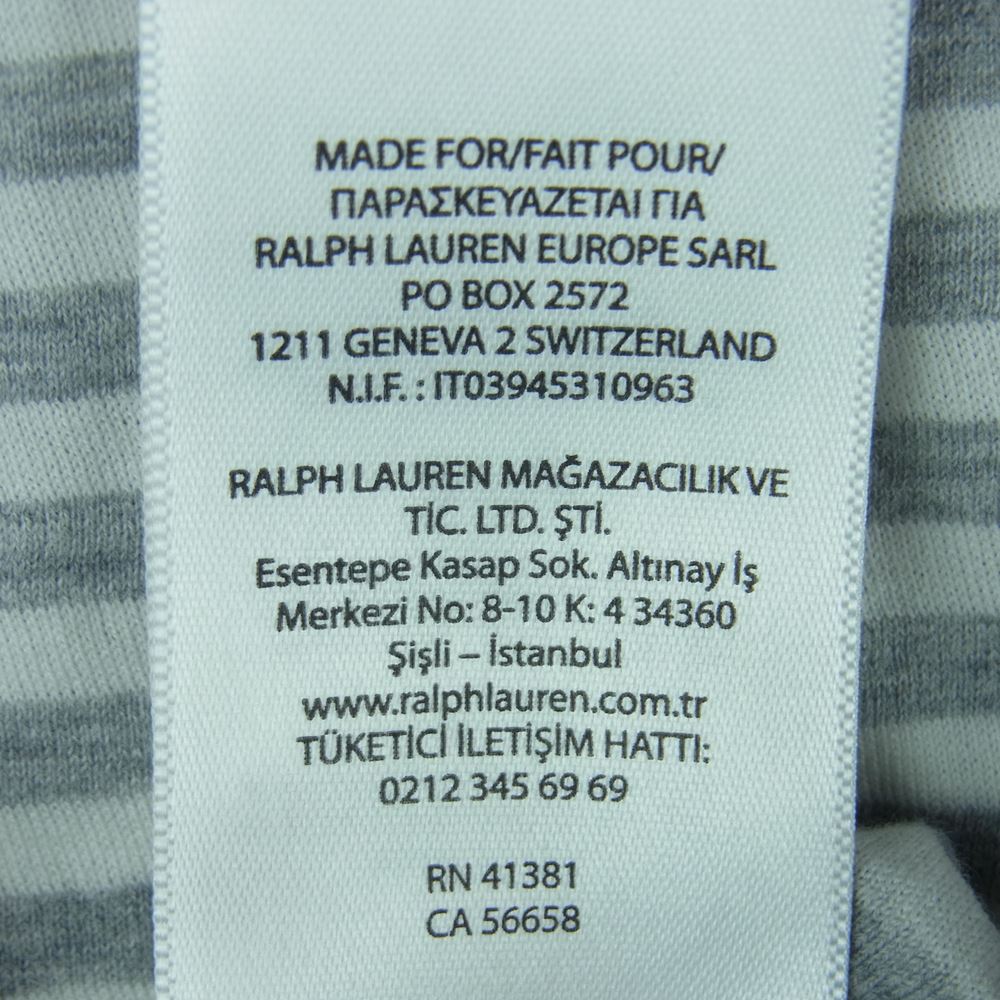 MADE FOR/FAIT POUR/
ΠΑΡΑΣΚΕΥΑΖΕΤΑΙ ΓΙΑ
RALPH LAUREN EUROPE SARL
PO BOX 2572
1211 GENEVA 2 SWITZERLAND
N.I.F. : IT03945310963
RALPH LAUREN MAĞAZACILIK VE
TİC. LTD. ŞTİ.
Esentepe Kasap Sok. Altınay İş
Merkezi No: 8-10 K: 4 34360
Şişli – İstanbul
www.ralphlauren.com.tr
TÜKETİCİ İLETİŞİM HATTI:
0212 345 69 69
RN 41381
CA 56658